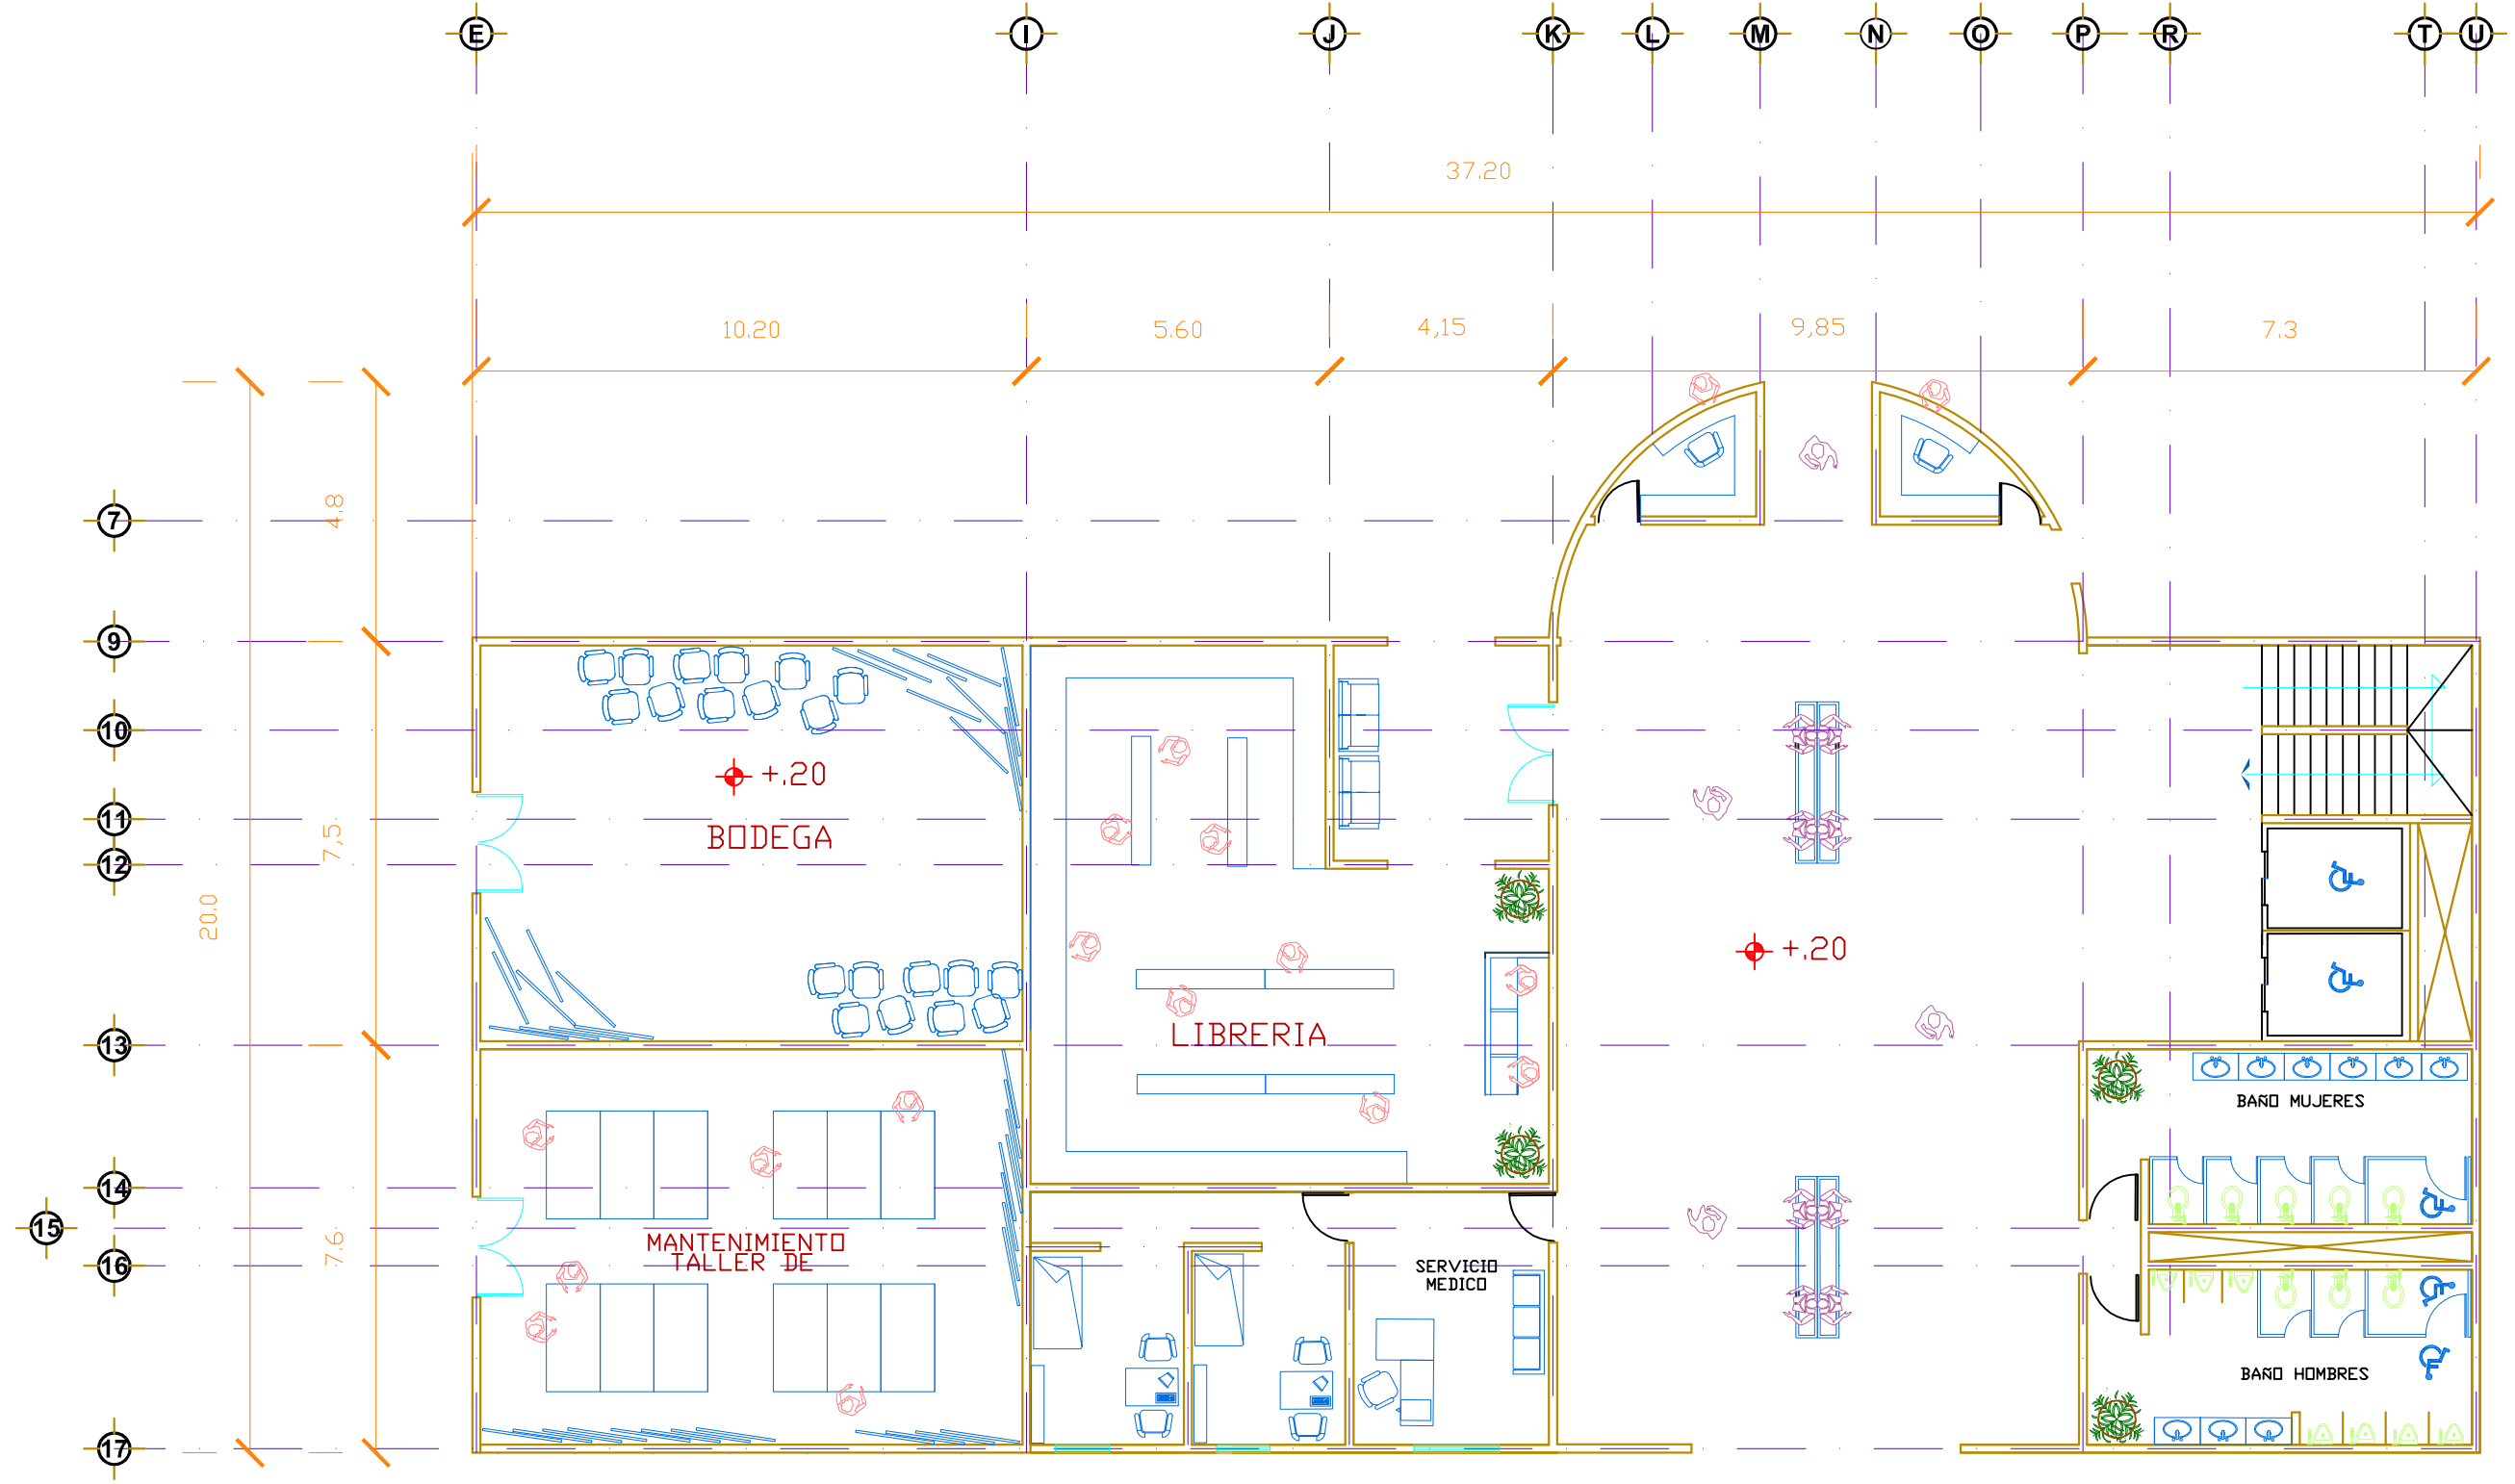 E I J K L M N O P R T U
37.20
10.20 5.60 4,15 9,85 7.3
4.8
7
9
10
+.20
11
7,5
BODEGA
12
20.0
+.20
13
LIBRERIA
BAÑO MUJERES
14
15
7.6
MANTENIMIENTO
TALLER DE
16
SERVICIO
MEDICO
BAÑO HOMBRES
17